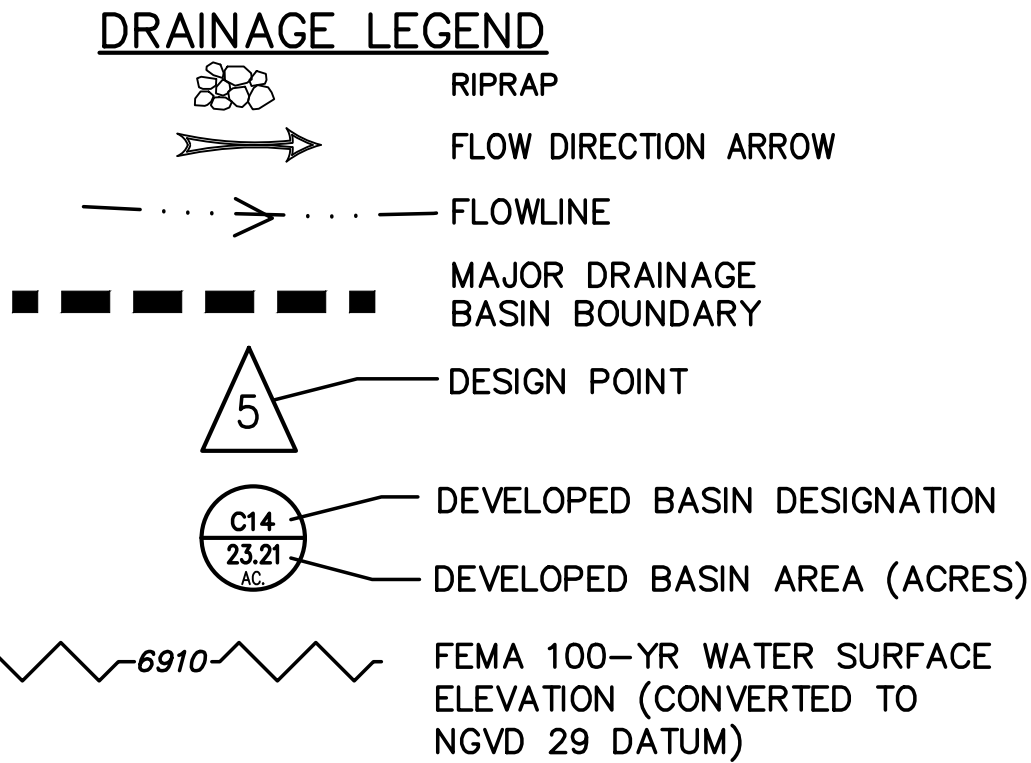 DRAINAGE LEGEND
RIPRAP
FLOW DIRECTION ARROW
FLOWLINE
MAJOR DRAINAGE
BASIN BOUNDARY
5
DESIGN POINT
C14
23.21
AC.
DEVELOPED BASIN DESIGNATION
DEVELOPED BASIN AREA (ACRES)
6910
FEMA 100-YR WATER SURFACE
ELEVATION (CONVERTED TO
NGVD 29 DATUM)